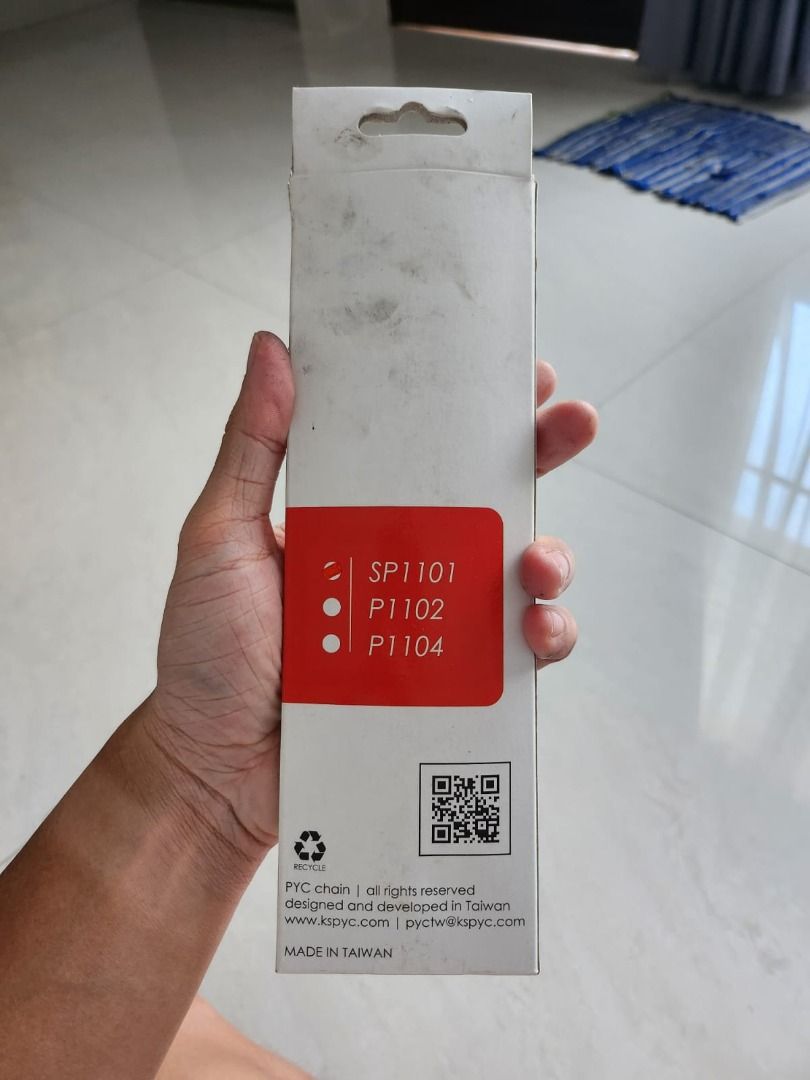 SP1101
P1102
P1104
RECYCLE
PYC chain | all rights reserved
designed and developed in Taiwan
www.kspyc.com | pyctw@kspyc.com
MADE IN TAIWAN